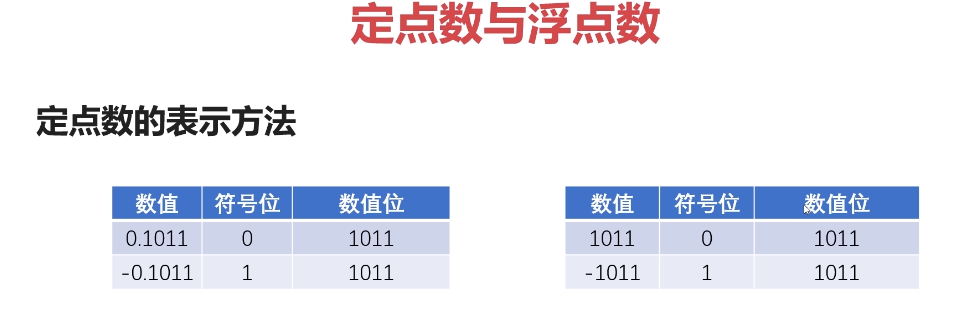 定点数与浮点数
定点数的表示方法
数值 符号位 数值位
0.1011 0 1011
-0.1011 1 1011
数值 符号位 数值位
1011 0 1011
-1011 1 1011